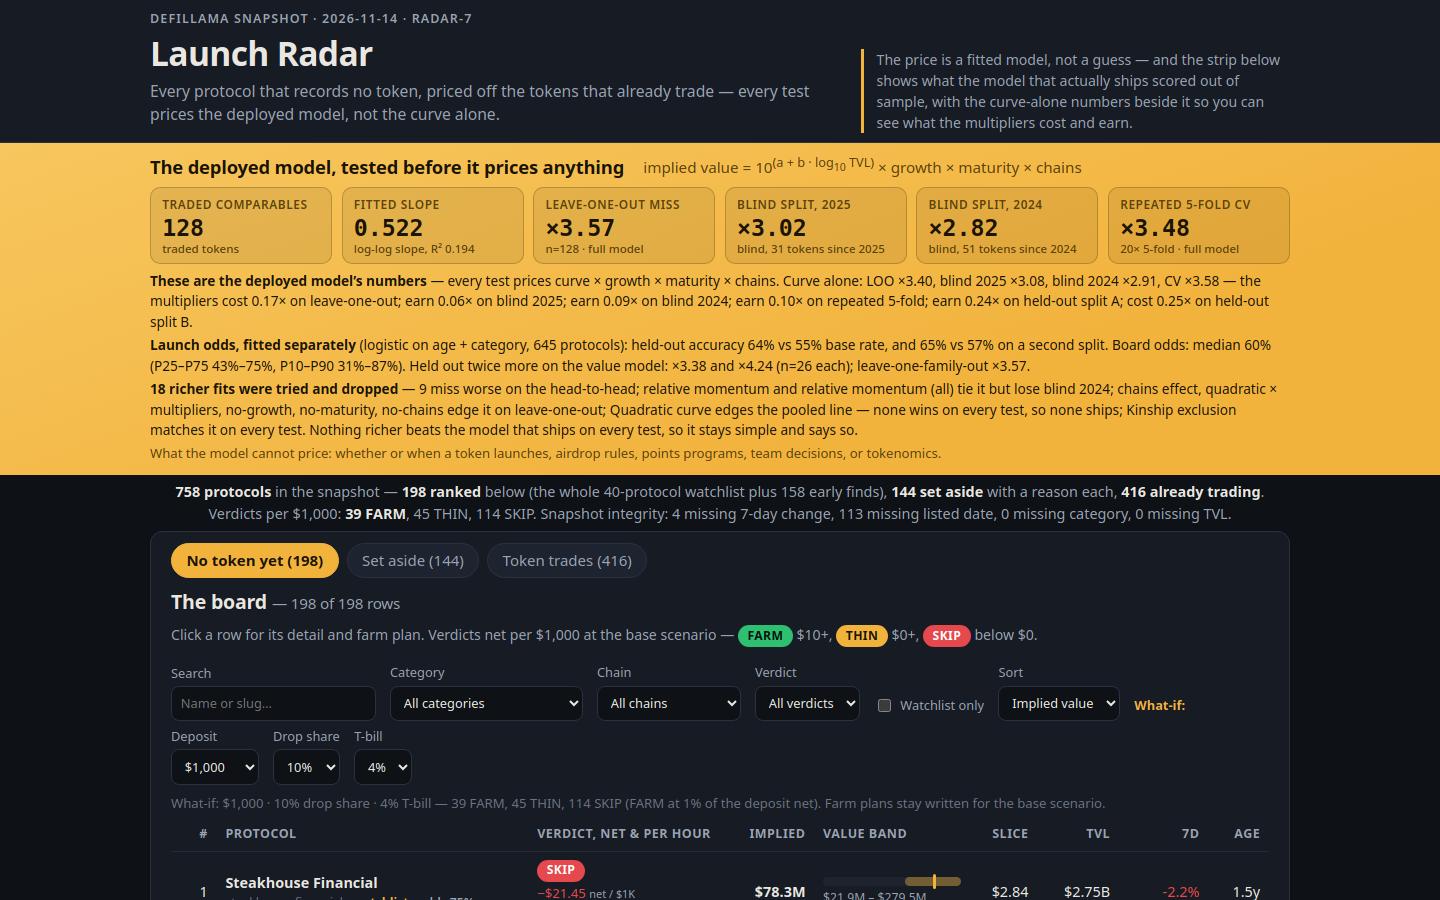 DEFILLAMA SNAPSHOT · 2026-11-14 · RADAR-7
Launch Radar
Every protocol that records no token, priced off the tokens that already trade — every test
prices the deployed model, not the curve alone.
The price is a fitted model, not a guess — and the strip below
shows what the model that actually ships scored out of
sample, with the curve-alone numbers beside it so you can
see what the multipliers cost and earn.
The deployed model, tested before it prices anything implied value = 10^(a + b · log₁₀ TVL) × growth × maturity × chains
TRADED COMPARABLES
128
traded tokens
FITTED SLOPE
0.522
log-log slope, R² 0.194
LEAVE-ONE-OUT MISS
×3.57
n=128 · full model
BLIND SPLIT, 2025
×3.02
blind, 31 tokens since 2025
BLIND SPLIT, 2024
×2.82
blind, 51 tokens since 2024
REPEATED 5-FOLD CV
×3.48
20× 5-fold · full model
These are the deployed model’s numbers — every test prices curve × growth × maturity × chains. Curve alone: LOO ×3.40, blind 2025 ×3.08, blind 2024 ×2.91, CV ×3.58 — the
multipliers cost 0.17× on leave-one-out; earn 0.06× on blind 2025; earn 0.09× on blind 2024; earn 0.10× on repeated 5-fold; earn 0.24× on held-out split A; cost 0.25× on held-out
split B.
Launch odds, fitted separately (logistic on age + category, 645 protocols): held-out accuracy 64% vs 55% base rate, and 65% vs 57% on a second split. Board odds: median 60%
(P25–P75 43%–75%, P10–P90 31%–87%). Held out twice more on the value model: ×3.38 and ×4.24 (n=26 each); leave-one-family-out ×3.57.
18 richer fits were tried and dropped — 9 miss worse on the head-to-head; relative momentum and relative momentum (all) tie it but lose blind 2024; chains effect, quadratic ×
multipliers, no-growth, no-maturity, no-chains edge it on leave-one-out; Quadratic curve edges the pooled line — none wins on every test, so none ships; Kinship exclusion
matches it on every test. Nothing richer beats the model that ships on every test, so it stays simple and says so.
What the model cannot price: whether or when a token launches, airdrop rules, points programs, team decisions, or tokenomics.
758 protocols in the snapshot — 198 ranked below (the whole 40-protocol watchlist plus 158 early finds), 144 set aside with a reason each, 416 already trading.
Verdicts per $1,000: 39 FARM, 45 THIN, 114 SKIP. Snapshot integrity: 4 missing 7-day change, 113 missing listed date, 0 missing category, 0 missing TVL.
No token yet (198) Set aside (144) Token trades (416)
The board — 198 of 198 rows
Click a row for its detail and farm plan. Verdicts net per $1,000 at the base scenario — FARM $10+, THIN $0+, SKIP below $0.
Search Category Chain Verdict Sort
Name or slug... All categories All chains All verdicts Watchlist only Implied value What-if:
Deposit Drop share T-bill
$1,000 10% 4%
What-if: $1,000 · 10% drop share · 4% T-bill — 39 FARM, 45 THIN, 114 SKIP (FARM at 1% of the deposit net). Farm plans stay written for the base scenario.
# PROTOCOL VERDICT, NET & PER HOUR IMPLIED VALUE BAND SLICE TVL 7D AGE
SKIP
1 Steakhouse Financial −$21.45 net / $1K $78.3M $21.9M – $279.5M $2.84 $2.75B -2.2% 1.5y